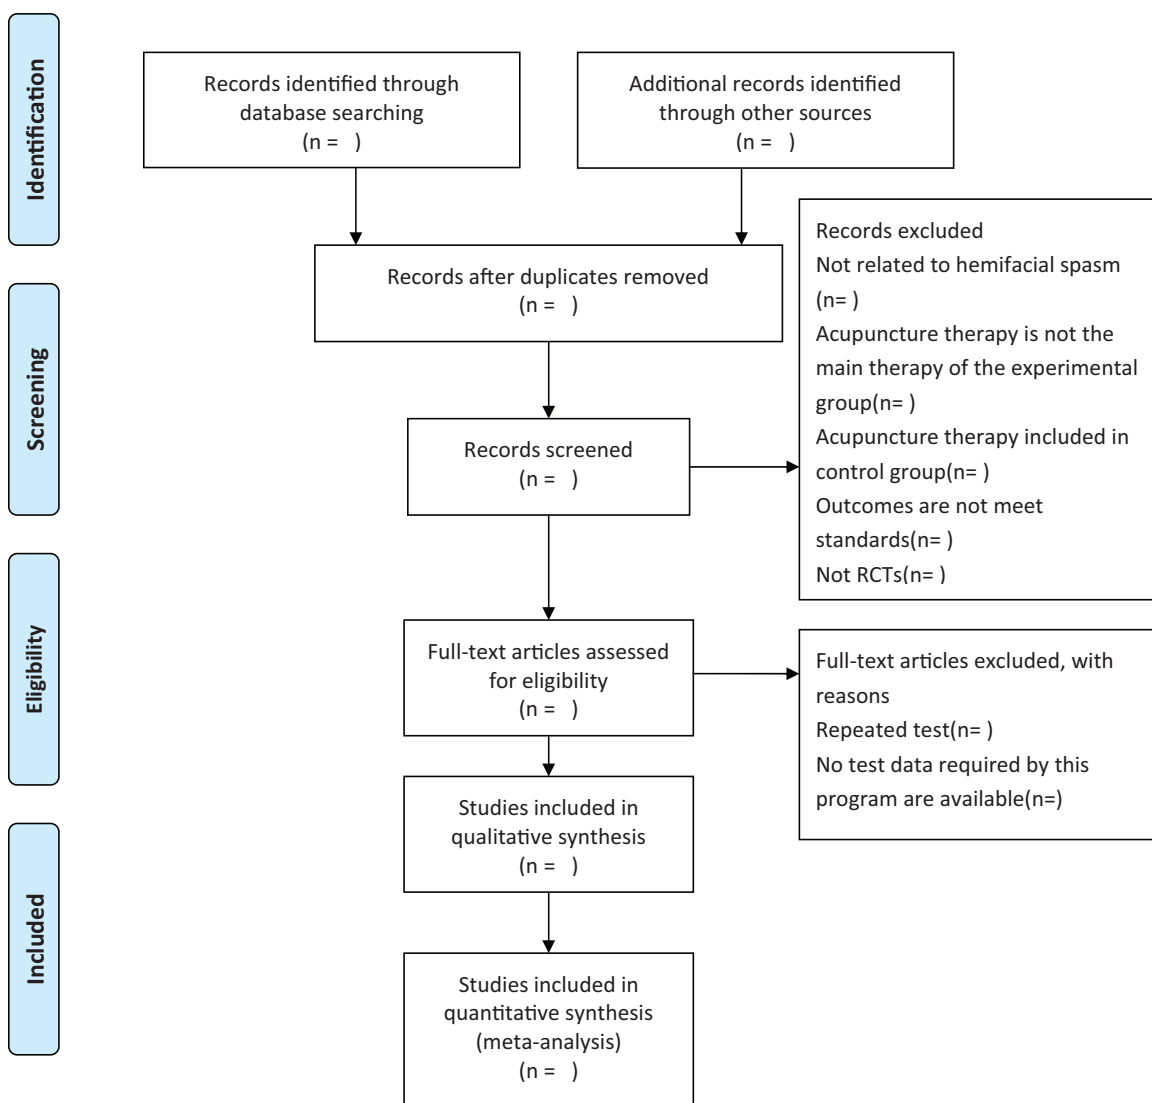 Identification
Records identified through
database searching
(n =   )
Additional records identified
through other sources
(n =   )
Records after duplicates removed
(n =   )
Screening
Records screened
(n =   )
Records excluded
Not related to hemifacial spasm
(n= )
Acupuncture therapy is not the
main therapy of the experimental
group(n= )
Acupuncture therapy included in
control group(n= )
Outcomes are not meet
standards(n= )
Not RCTs(n= )
Eligibility
Full-text articles assessed
for eligibility
(n =   )
Full-text articles excluded, with
reasons
Repeated test(n= )
No test data required by this
program are available(n=)
Studies included in
qualitative synthesis
(n =   )
Included
Studies included in
quantitative synthesis
(meta-analysis)
(n =   )